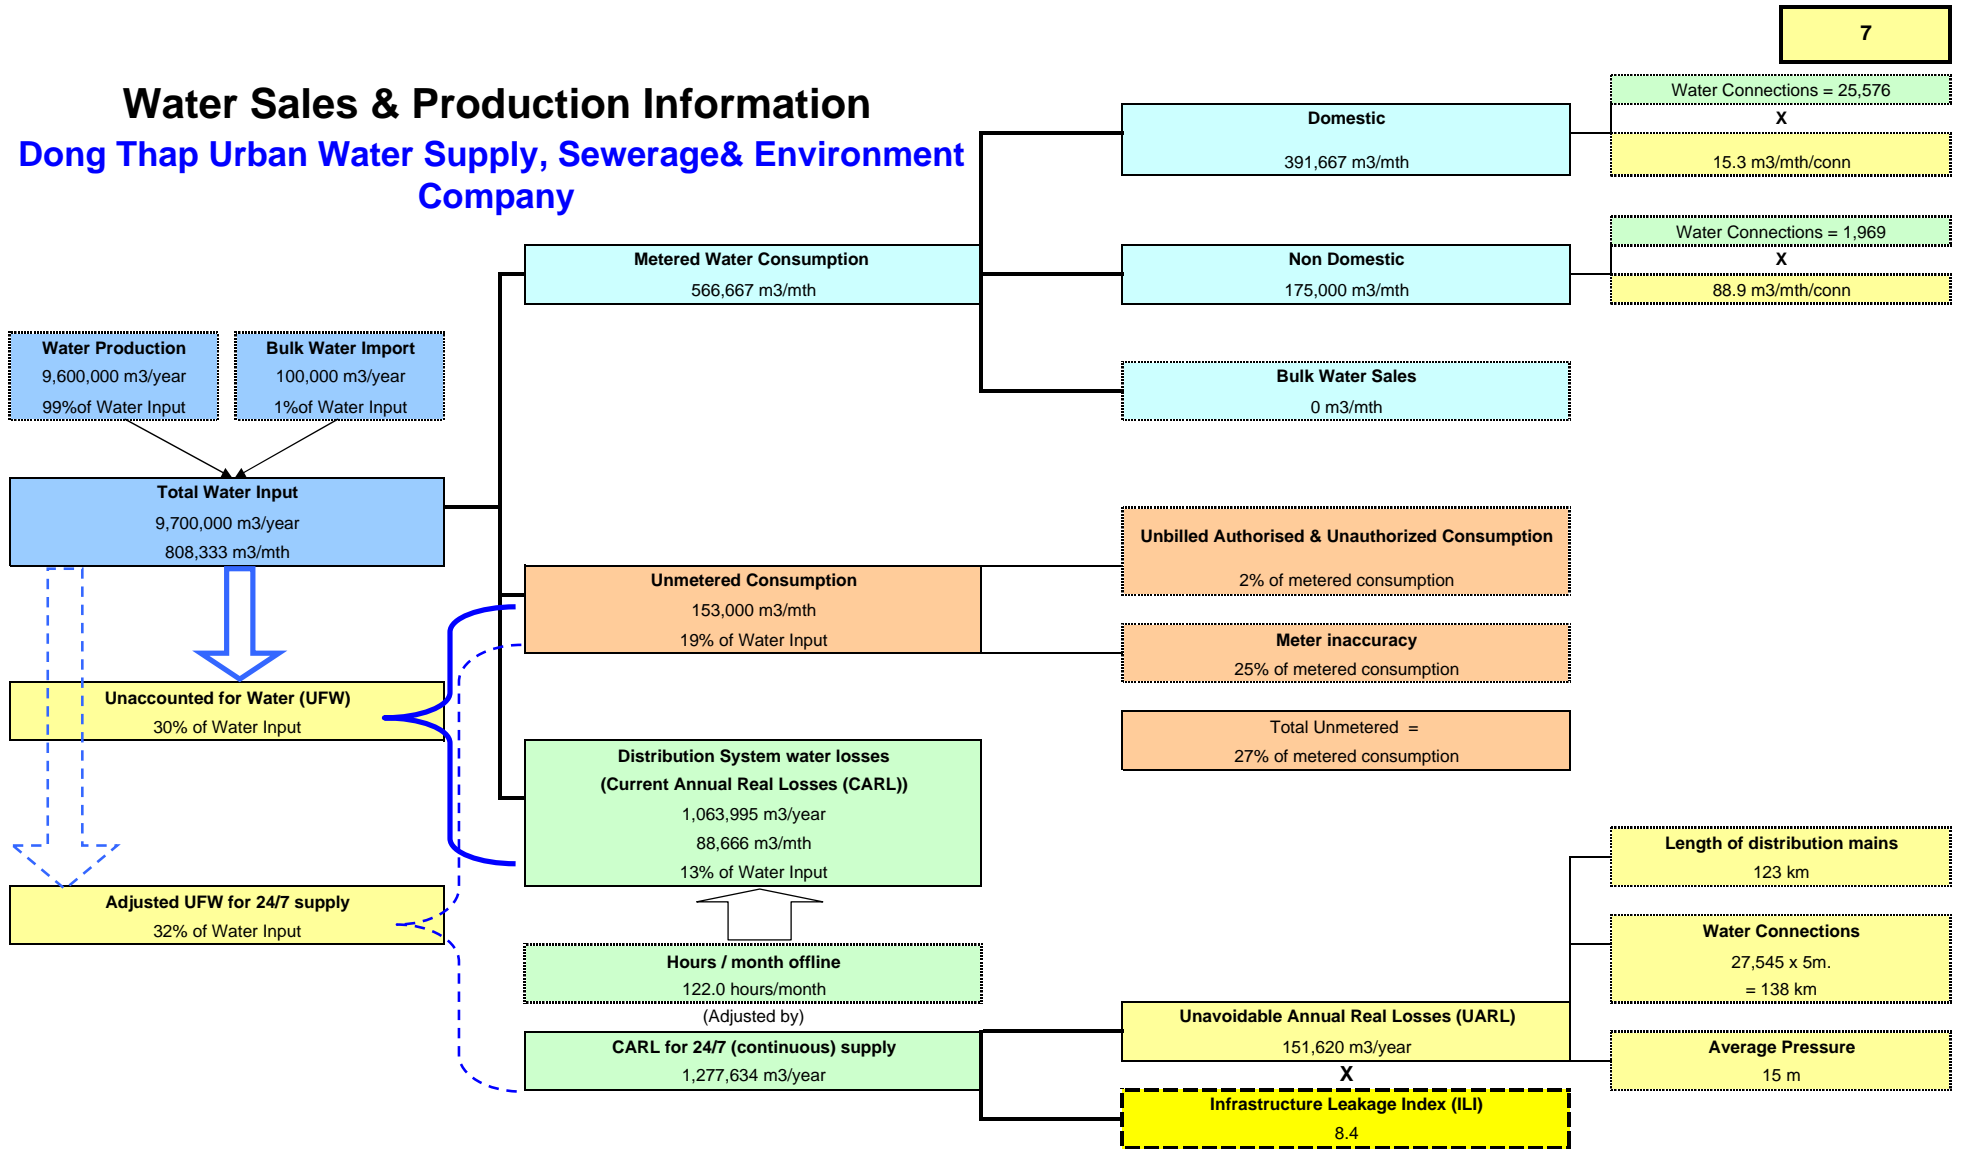 7
Water Sales & Production Information
Dong Thap Urban Water Supply, Sewerage& Environment
Company
Water Production
9,600,000 m3/year
99%of Water Input
Bulk Water Import
100,000 m3/year
1%of Water Input
Total Water Input
9,700,000 m3/year
808,333 m3/mth
Unaccounted for Water (UFW)
30% of Water Input
Adjusted UFW for 24/7 supply
32% of Water Input
Metered Water Consumption
566,667 m3/mth
Unmetered Consumption
153,000 m3/mth
19% of Water Input
Distribution System water losses
(Current Annual Real Losses (CARL))
1,063,995 m3/year
88,666 m3/mth
13% of Water Input
Hours / month offline
122.0 hours/month
(Adjusted by)
CARL for 24/7 (continuous) supply
1,277,634 m3/year
Domestic
391,667 m3/mth
Non Domestic
175,000 m3/mth
Bulk Water Sales
0 m3/mth
Unbilled Authorised & Unauthorized Consumption
2% of metered consumption
Meter inaccuracy
25% of metered consumption
Total Unmetered =
27% of metered consumption
Unavoidable Annual Real Losses (UARL)
151,620 m3/year
X
Infrastructure Leakage Index (ILI)
8.4
Water Connections = 25,576
X
15.3 m3/mth/conn
Water Connections = 1,969
X
88.9 m3/mth/conn
Length of distribution mains
123 km
Water Connections
27,545 x 5m.
= 138 km
Average Pressure
15 m